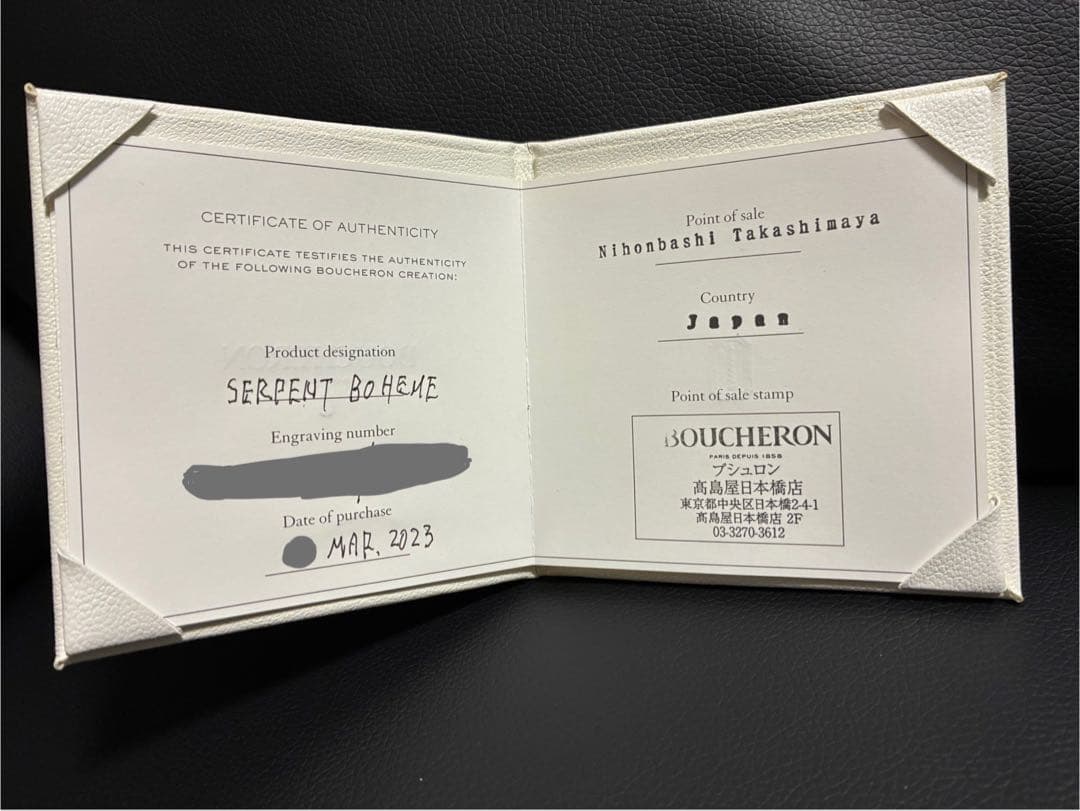 CERTIFICATE OF AUTHENTICITY
THIS CERTIFICATE TESTIFIES THE AUTHENTICITY
OF THE FOLLOWING BOUCHERON CREATION:
Product designation
SERPENT BOHEME
Engraving number
Date of purchase
MAR. 2023
Point of sale
Nihonbashi Takashimaya
Country
Japan
Point of sale stamp
BOUCHERON
PARIS DEPUIS 1858
ブシュロン
髙島屋日本橋店
東京都中央区日本橋2-4-1
髙島屋日本橋店 2F
03-3270-3612